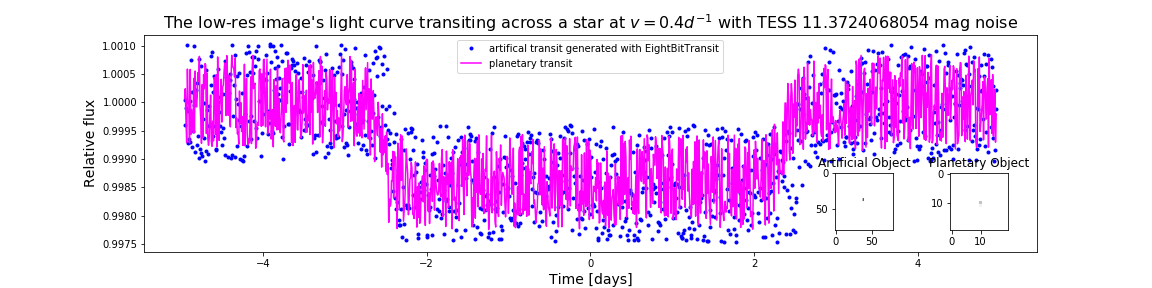 The low-res image's light curve transiting across a star at v = 0.4d⁻¹ with TESS 11.3724068054 mag noise
artifical transit generated with EightBitTransit
planetary transit
Relative flux
1.0010
1.0005
1.0000
0.9995
0.9990
0.9985
0.9980
0.9975
Artificial Object
0
50
0 50
Planetary Object
0
10
0 10
−4 −2 0 2 4
Time [days]